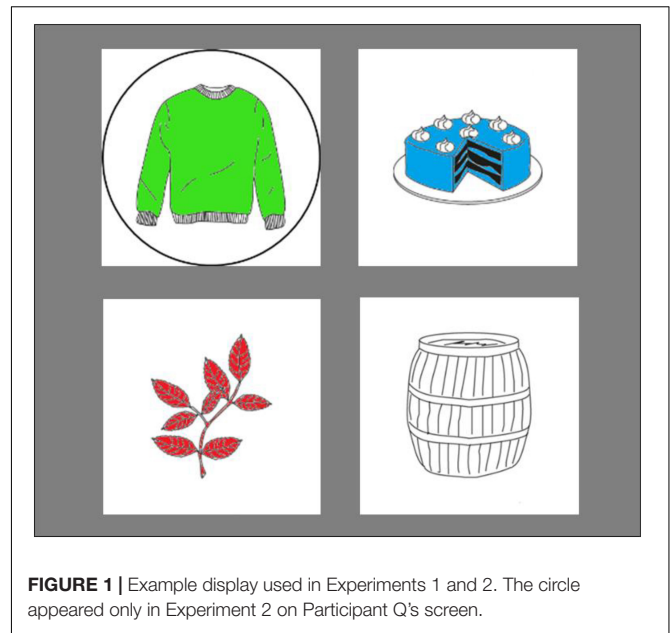 FIGURE 1 | Example display used in Experiments 1 and 2. The circle
appeared only in Experiment 2 on Participant Q's screen.